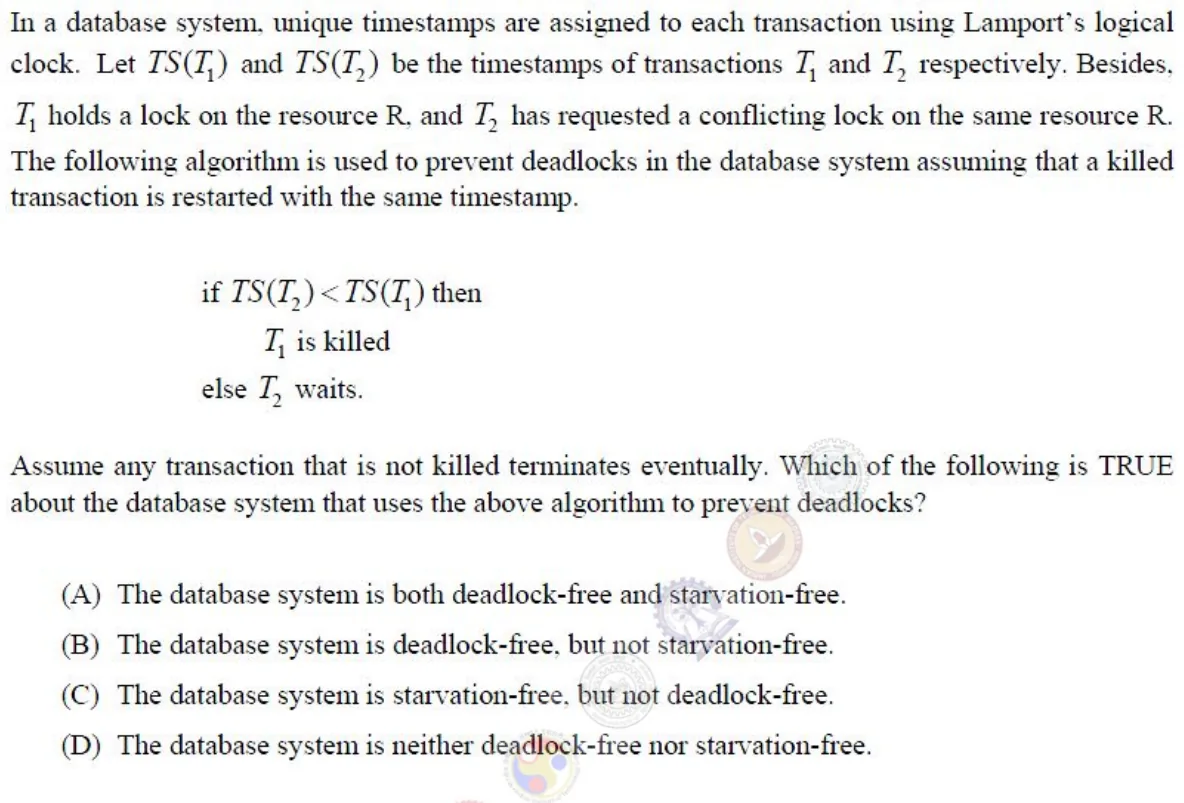 In a database system, unique timestamps are assigned to each transaction using Lamport's logical
clock. Let TS(T₁) and TS(T₂) be the timestamps of transactions T₁ and T₂ respectively. Besides,
T₁ holds a lock on the resource R, and T₂ has requested a conflicting lock on the same resource R.
The following algorithm is used to prevent deadlocks in the database system assuming that a killed
transaction is restarted with the same timestamp.
if TS(T₂) < TS(T₁) then
T₁ is killed
else T₂ waits.
Assume any transaction that is not killed terminates eventually. Which of the following is TRUE
about the database system that uses the above algorithm to prevent deadlocks?
(A) The database system is both deadlock-free and starvation-free.
(B) The database system is deadlock-free, but not starvation-free.
(C) The database system is starvation-free, but not deadlock-free.
(D) The database system is neither deadlock-free nor starvation-free.